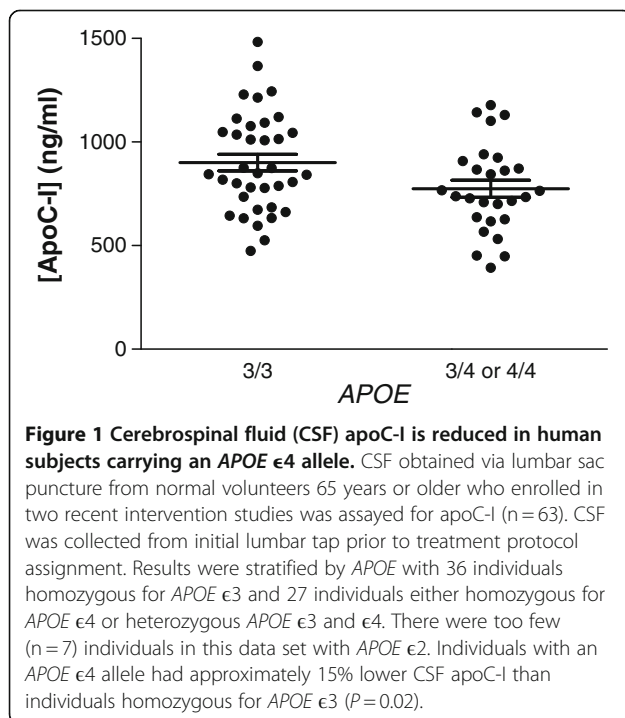 1500
1000
500
0
[ApoC-I] (ng/ml)
3/3
3/4 or 4/4
APOE
Figure 1 Cerebrospinal fluid (CSF) apoC-I is reduced in human
subjects carrying an APOE ϵ4 allele. CSF obtained via lumbar sac
puncture from normal volunteers 65 years or older who enrolled in
two recent intervention studies was assayed for apoC-I (n = 63). CSF
was collected from initial lumbar tap prior to treatment protocol
assignment. Results were stratified by APOE with 36 individuals
homozygous for APOE ϵ3 and 27 individuals either homozygous for
APOE ϵ4 or heterozygous APOE ϵ3 and ϵ4. There were too few
(n = 7) individuals in this data set with APOE ϵ2. Individuals with an
APOE ϵ4 allele had approximately 15% lower CSF apoC-I than
individuals homozygous for APOE ϵ3 (P = 0.02).